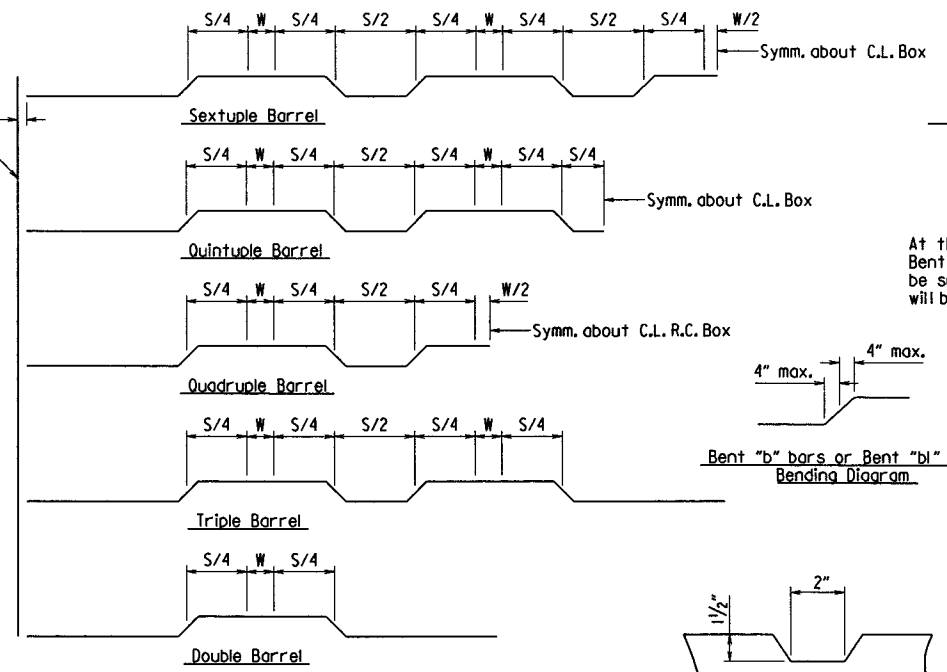 S/4 W S/4 S/2 S/4 W S/4 S/2 S/4 W/2
Symm. about C.L. Box
Sextuple Barrel
S/4 W S/4 S/2 S/4 W S/4 S/4
Symm. about C.L. Box
Quintuple Barrel
At th
Bent
be s
will b
S/4 W S/4 S/2 S/4 W/2
Symm. about C.L. R.C. Box
Quadruple Barrel
4" max.
4" max.
Bent "b" bars or Bent "b1"
Bending Diagram
S/4 W S/4 S/2 S/4 W S/4
Triple Barrel
S/4 W S/4
Double Barrel
2"
1½"